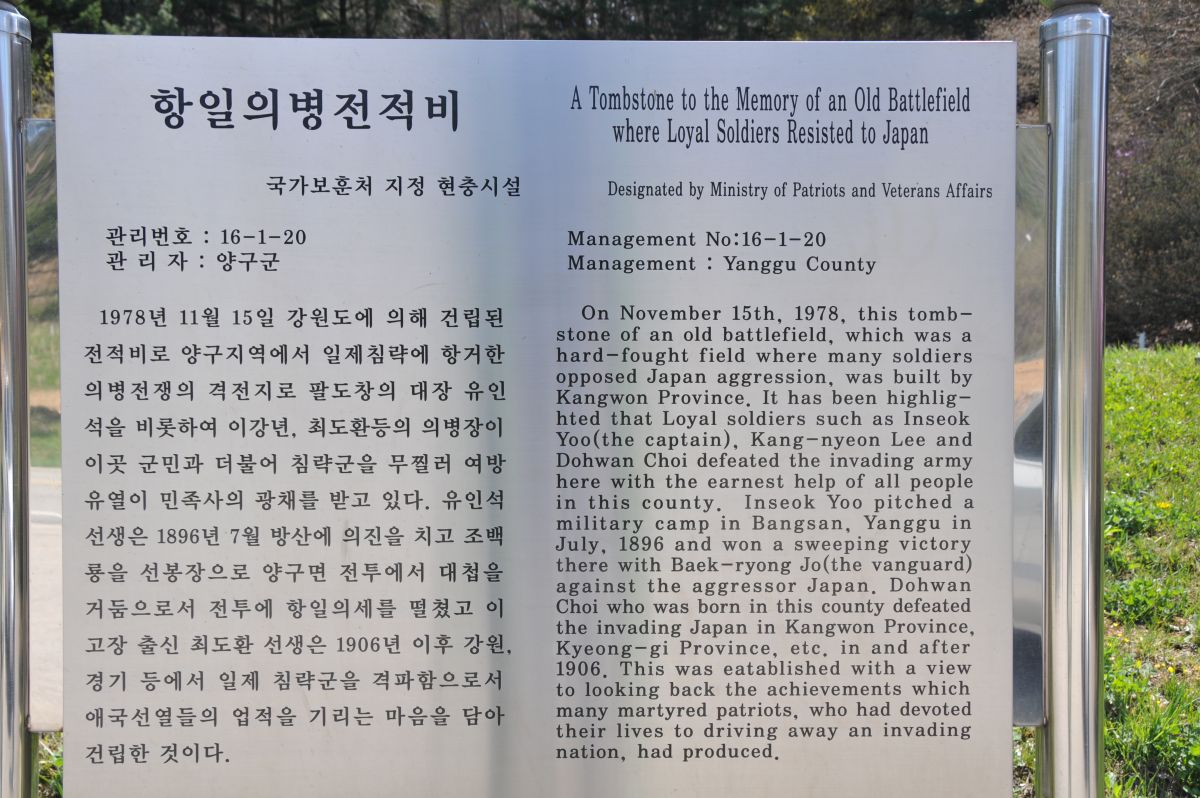 항일의병전적비
국가보훈처 지정 현충시설
관리번호 : 16-1-20
관 리 자 : 양구군
1978년 11월 15일 강원도에 의해 건립된
전적비로 양구지역에서 일제침략에 항거한
의병전쟁의 격전지로 팔도창의 대장 유인
석을 비롯하여 이강년, 최도환등의 의병장이
이곳 군민과 더불어 침략군을 무찔러 여방
유열이 민족사의 광채를 받고 있다. 유인석
선생은 1896년 7월 방산에 의진을 치고 조백
룡을 선봉장으로 양구면 전투에서 대첩을
거둠으로서 전투에 항일의세를 떨쳤고 이
고장 출신 최도환 선생은 1906년 이후 강원,
경기 등에서 일제 침략군을 격파함으로서
애국선열들의 업적을 기리는 마음을 담아
건립한 것이다.
A Tombstone to the Memory of an Old Battlefield
where Loyal Soldiers Resisted to Japan
Designated by Ministry of Patriots and Veterans Affairs
Management No:16-1-20
Management : Yanggu County
On November 15th, 1978, this tomb-
stone of an old battlefield, which was a
hard-fought field where many soldiers
opposed Japan aggression, was built by
Kangwon Province. It has been highlig-
hted that Loyal soldiers such as Inseok
Yoo(the captain), Kang-nyeon Lee and
Dohwan Choi defeated the invading army
here with the earnest help of all people
in this county. Inseok Yoo pitched a
military camp in Bangsan, Yanggu in
July, 1896 and won a sweeping victory
there with Baek-ryong Jo(the vanguard)
against the aggressor Japan. Dohwan
Choi who was born in this county defeated
the invading Japan in Kangwon Province,
Kyeong-gi Province, etc. in and after
1906. This was eatablished with a view
to looking back the achievements which
many martyred patriots, who had devoted
their lives to driving away an invading
nation, had produced.